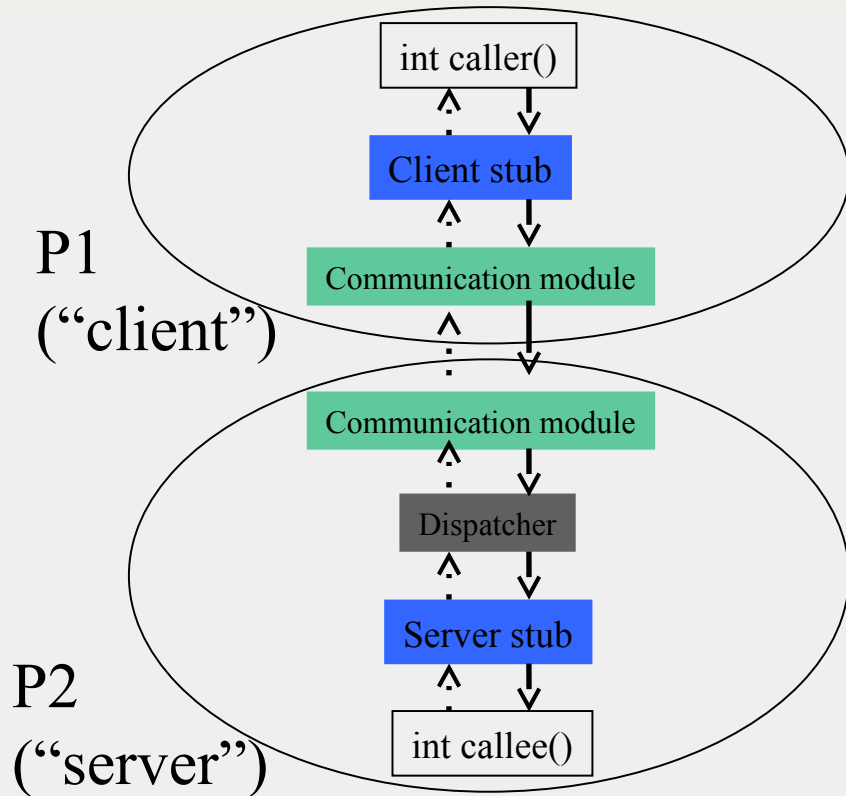 int caller()
Client stub
P1
(“client”)
Communication module
Communication module
Dispatcher
Server stub
P2
(“server”)
int callee()